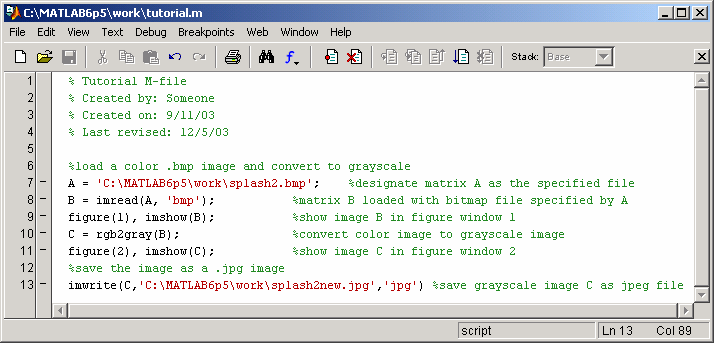 C:\MATLAB6p5\work\tutorial.m
File Edit View Text Debug Breakpoints Web Window Help
Stack: Base
1 % Tutorial M-file
2 % Created by: Someone
3 % Created on: 9/11/03
4 % Last revised: 12/5/03
5
6 %load a color .bmp image and convert to grayscale
7 – A = 'C:\MATLAB6p5\work\splash2.bmp'; %designate matrix A as the specified file
8 – B = imread(A, 'bmp'); %matrix B loaded with bitmap file specified by A
9 – figure(1), imshow(B); %show image B in figure window 1
10 – C = rgb2gray(B); %convert color image to grayscale image
11 – figure(2), imshow(C); %show image C in figure window 2
12 %save the image as a .jpg image
13 – imwrite(C,'C:\MATLAB6p5\work\splash2new.jpg','jpg') %save grayscale image C as jpeg file
script Ln 13 Col 89